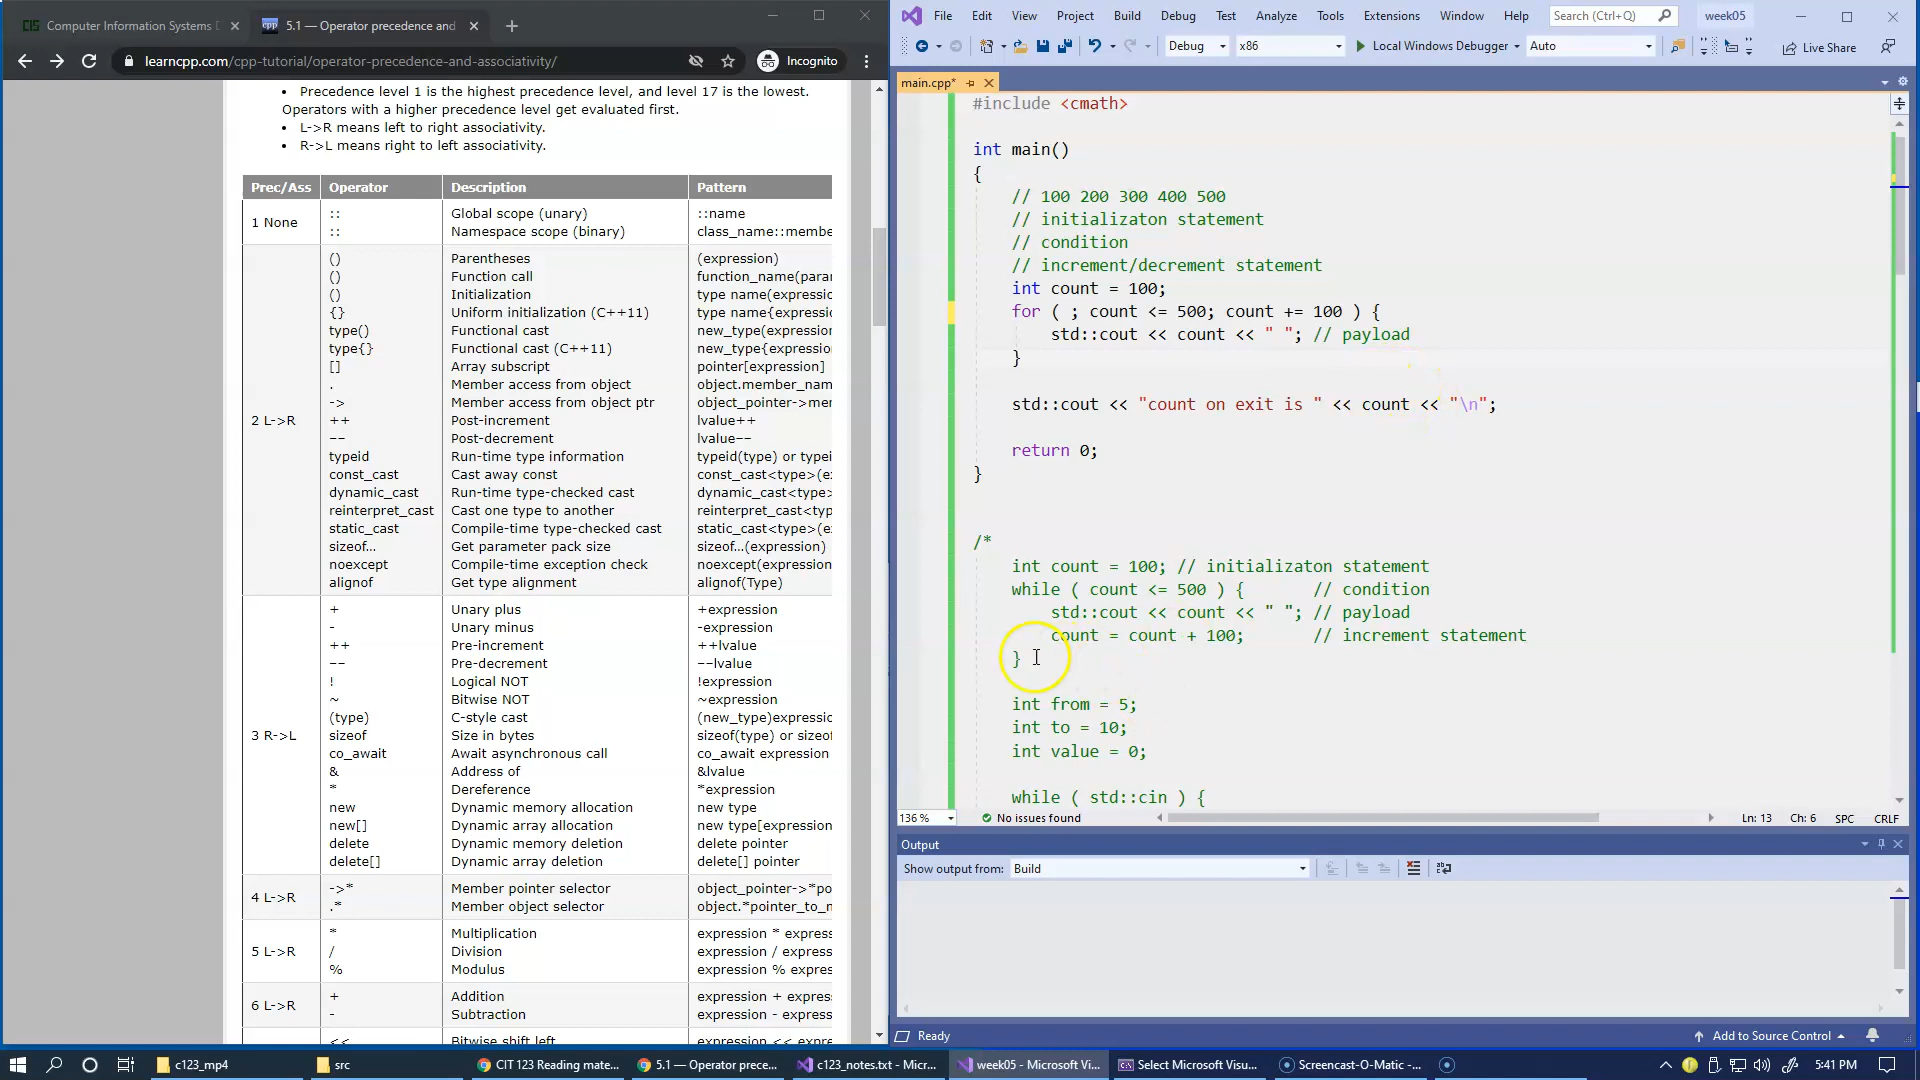 Computer Information Systems D
5.1 — Operator precedence and
learncpp.com/cpp-tutorial/operator-precedence-and-associativity/
Incognito
Precedence level 1 is the highest precedence level, and level 17 is the lowest.
Operators with a higher precedence level get evaluated first.
L->R means left to right associativity.
R->L means right to left associativity.
Prec/Ass Operator Description Pattern
1 None
:: Global scope (unary) ::name
:: Namespace scope (binary) class_name::membe
2 L->R
() Parentheses (expression)
() Function call function_name(parar
() Initialization type name(expressio
{} Uniform initialization (C++11) type name{expressio
type() Functional cast new_type(expression
type{} Functional cast (C++11) new_type{expression
[] Array subscript pointer[expression]
. Member access from object object.member_nam
-> Member access from object ptr object_pointer->mem
++ Post-increment lvalue++
–– Post-decrement lvalue––
typeid Run-time type information typeid(type) or typei
const_cast Cast away const const_cast<type>(ex
dynamic_cast Run-time type-checked cast dynamic_cast<type>
reinterpret_cast Cast one type to another reinterpret_cast<typ
static_cast Compile-time type-checked cast static_cast<type>(e
sizeof... Get parameter pack size sizeof...(expression)
noexcept Compile-time exception check noexcept(expression
alignof Get type alignment alignof(Type)
3 R->L
+ Unary plus +expression
- Unary minus -expression
++ Pre-increment ++lvalue
–– Pre-decrement ––lvalue
! Logical NOT !expression
~ Bitwise NOT ~expression
(type) C-style cast (new_type)expressio
sizeof Size in bytes sizeof(type) or sizeof
co_await Await asynchronous call co_await expression
& Address of &lvalue
* Dereference *expression
new Dynamic memory allocation new type
new[] Dynamic array allocation new type[expression
delete Dynamic memory deletion delete pointer
delete[] Dynamic array deletion delete[] pointer
4 L->R
->* Member pointer selector object_pointer->*po
.* Member object selector object.*pointer_to_n
5 L->R
* Multiplication expression * express
/ Division expression / express
% Modulus expression % expres
6 L->R
+ Addition expression + express
- Subtraction expression - express
<< Bitwise shift left expression << expre
File Edit View Project Build Debug Test Analyze Tools Extensions Window Help Search (Ctrl+Q) week05
Debug x86 Local Windows Debugger Auto Live Share
main.cpp*
#include <cmath>
int main()
{
// 100 200 300 400 500
// initializaton statement
// condition
// increment/decrement statement
int count = 100;
for ( ; count <= 500; count += 100 ) {
std::cout << count << " "; // payload
}
std::cout << "count on exit is " << count << "\n";
return 0;
}
/*
int count = 100; // initializaton statement
while ( count <= 500 ) { // condition
std::cout << count << " "; // payload
count = count + 100; // increment statement
}
int from = 5;
int to = 10;
int value = 0;
while ( std::cin ) {
136 % No issues found Ln: 13 Ch: 6 SPC CRLF
Output
Show output from: Build
Ready Add to Source Control
c123_mp4 src CIT 123 Reading mate... 5.1 — Operator prece... c123_notes.txt - Micr... week05 - Microsoft Vi... Select Microsoft Visu... Screencast-O-Matic -... 5:41 PM